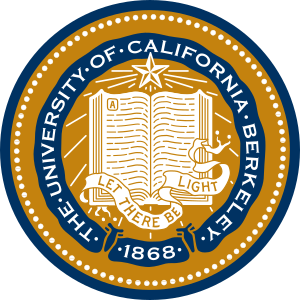 THE·UNIVERSITY·OF·CALIFORNIA·BERKELEY
A
LET THERE BE LIGHT
·1868·